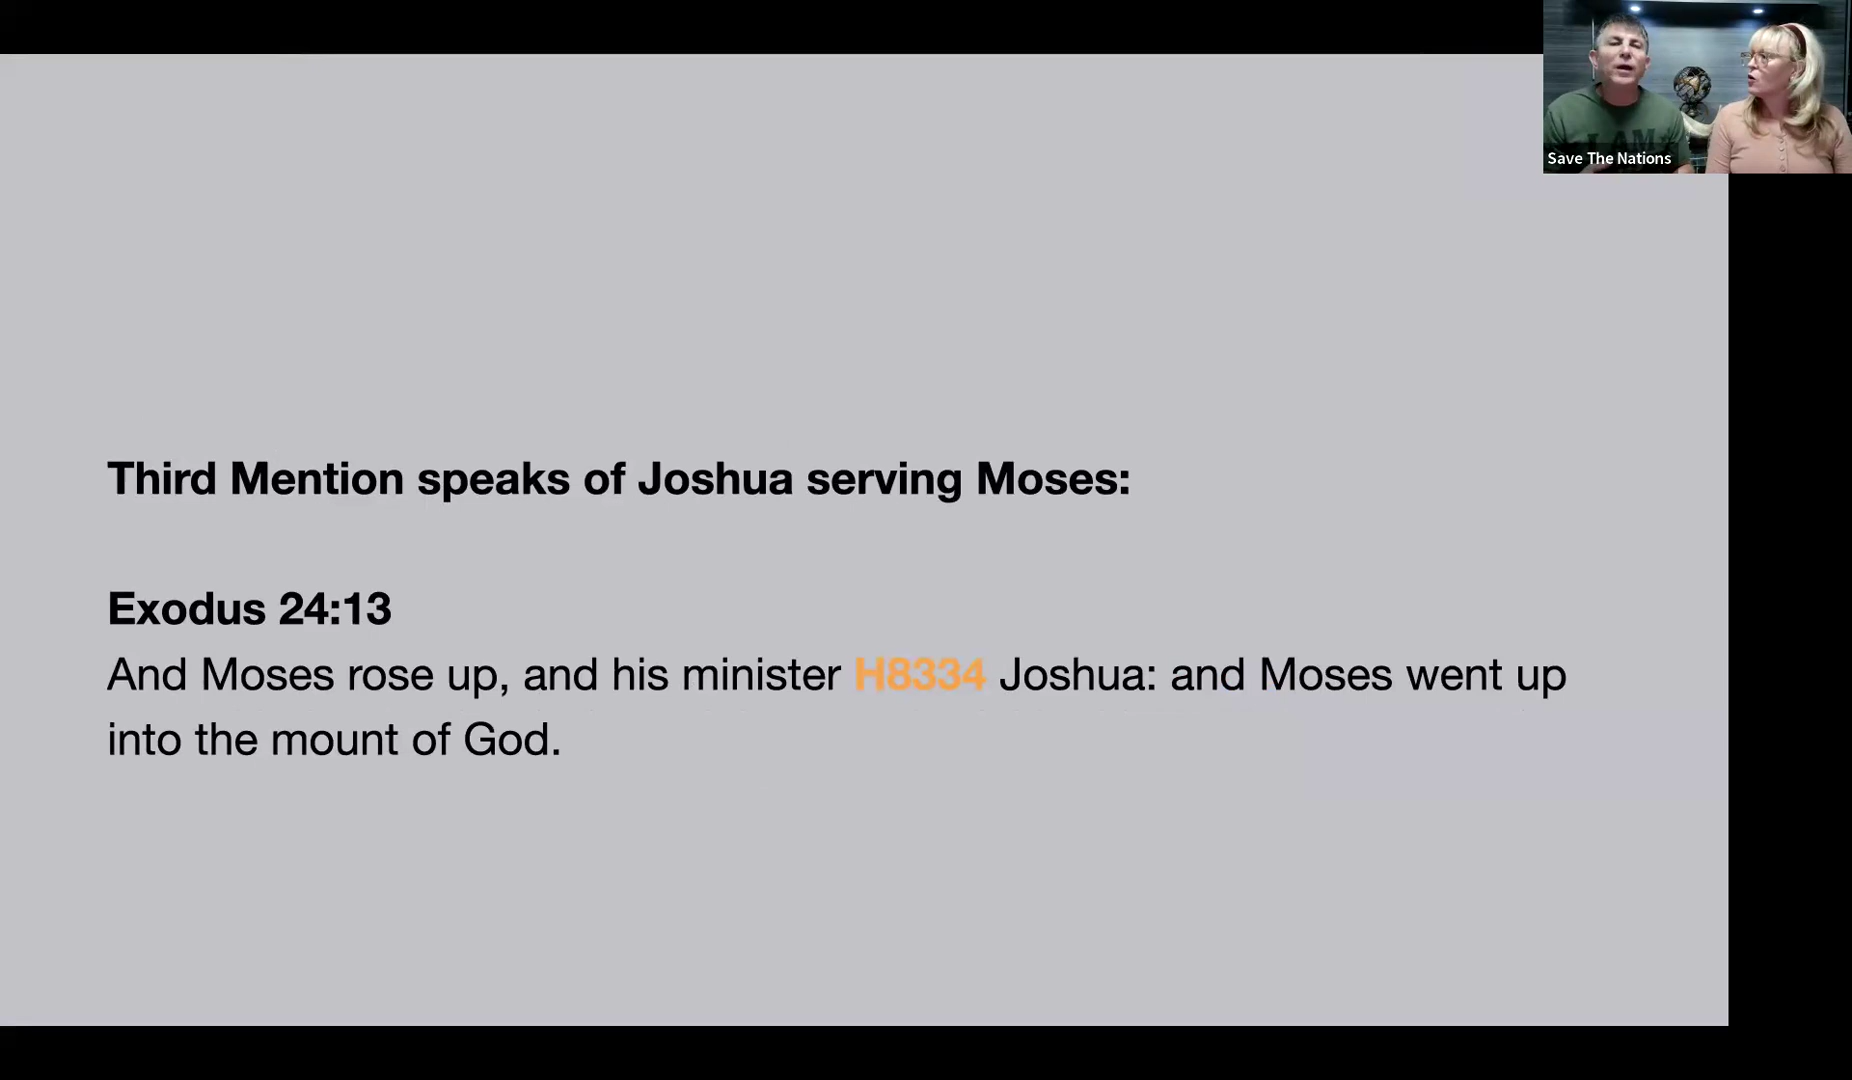 Save The Nations
Third Mention speaks of Joshua serving Moses:
Exodus 24:13
And Moses rose up, and his minister H8334 Joshua: and Moses went up
into the mount of God.
I AM